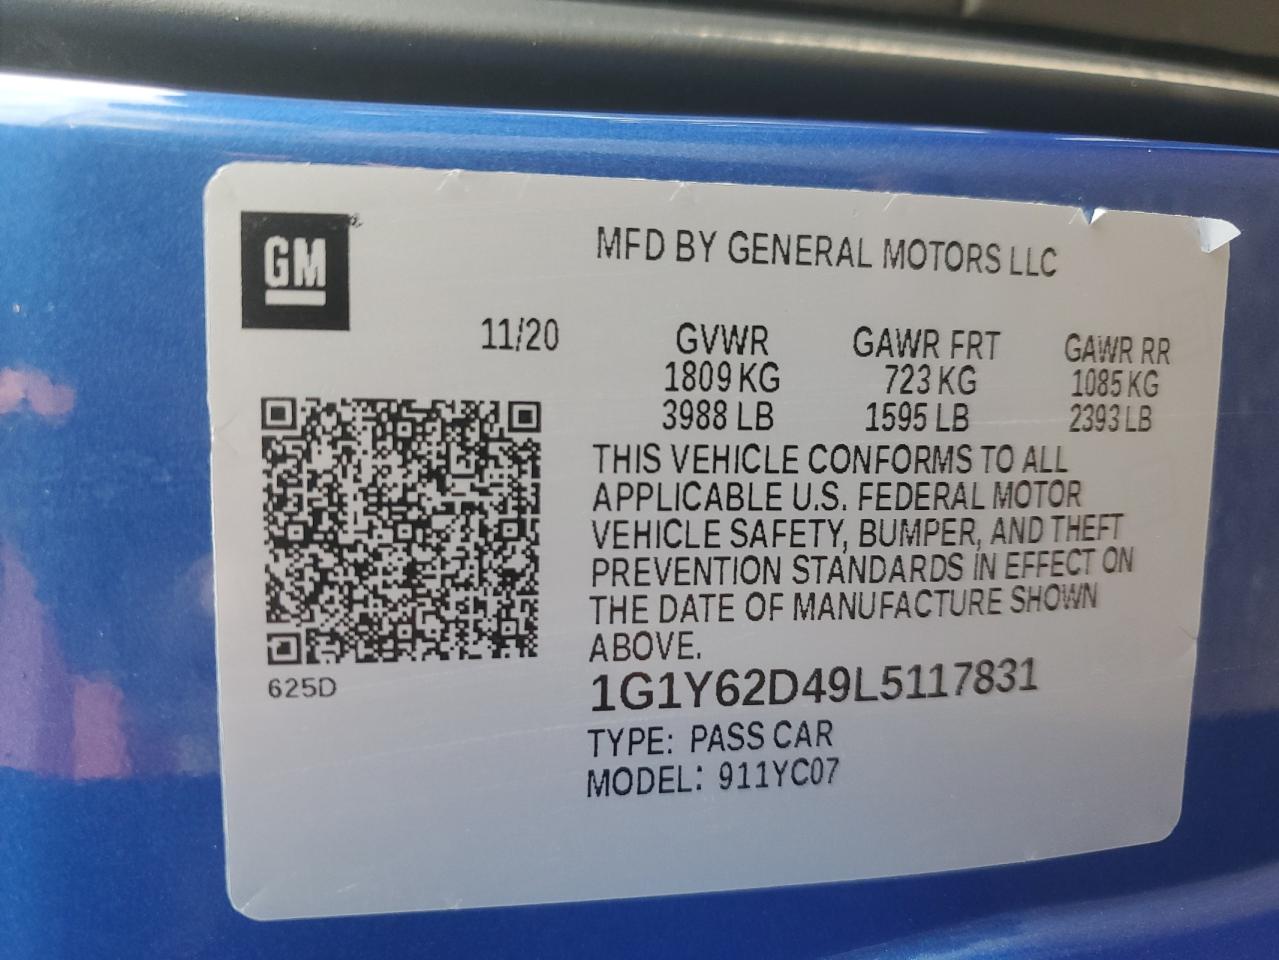 GM
MFD BY GENERAL MOTORS LLC
11/20 GVWR GAWR FRT GAWR RR
1809 KG 723 KG 1085 KG
3988 LB 1595 LB 2393 LB
THIS VEHICLE CONFORMS TO ALL
APPLICABLE U.S. FEDERAL MOTOR
VEHICLE SAFETY, BUMPER, AND THEFT
PREVENTION STANDARDS IN EFFECT ON
THE DATE OF MANUFACTURE SHOWN
ABOVE.
625D
1G1Y62D49L5117831
TYPE: PASS CAR
MODEL: 911YC07